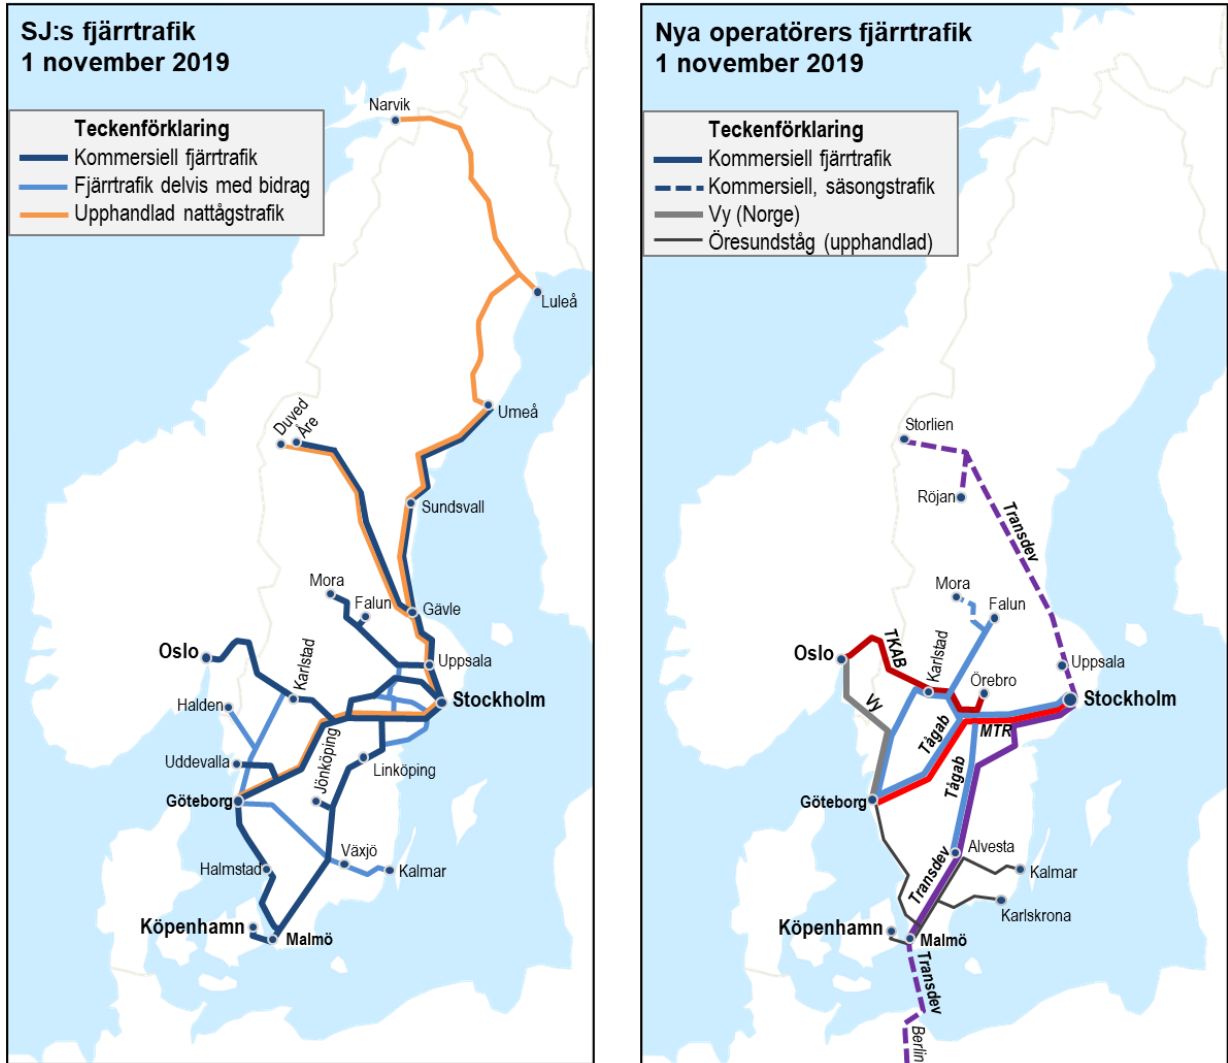 SJ:s fjärrtrafik
1 november 2019
Teckenförklaring
Kommersiell fjärrtrafik
Fjärrtrafik delvis med bidrag
Upphandlad nattågstrafik
Narvik
Luleå
Umeå
Duved
Åre
Sundsvall
Mora
Falun
Gävle
Oslo
Karlstad
Uppsala
Stockholm
Halden
Uddevalla
Jönköping
Linköping
Göteborg
Växjö
Halmstad
Kalmar
Köpenhamn
Malmö
Nya operatörers fjärrtrafik
1 november 2019
Teckenförklaring
Kommersiell fjärrtrafik
Kommersiell, säsongstrafik
Vy (Norge)
Öresundståg (upphandlad)
Storlien
Röjan
Transdev
Mora
Falun
TKAB
Oslo
Karlstad
Örebro
Uppsala
Stockholm
Vy
Tågab
MTR
Tågab
Göteborg
Alvesta
Transdev
Kalmar
Karlskrona
Köpenhamn
Malmö
Transdev
Berlin